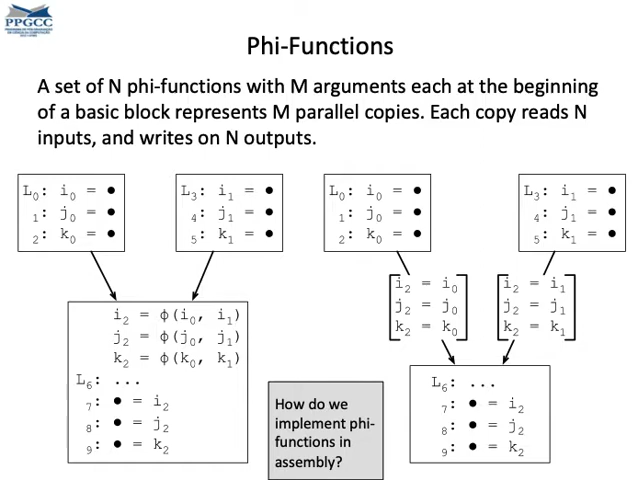 PPGCC
Phi-Functions
A set of N phi-functions with M arguments each at the beginning
of a basic block represents M parallel copies. Each copy reads N
inputs, and writes on N outputs.
L₀: i₀ = ●
₁: j₀ = ●
₂: k₀ = ●
L₃: i₁ = ●
₄: j₁ = ●
₅: k₁ = ●
i₂ = ϕ(i₀, i₁)
j₂ = ϕ(j₀, j₁)
k₂ = ϕ(k₀, k₁)
L₆: ...
₇: ● = i₂
₈: ● = j₂
₉: ● = k₂
L₀: i₀ = ●
₁: j₀ = ●
₂: k₀ = ●
L₃: i₁ = ●
₄: j₁ = ●
₅: k₁ = ●
i₂ = i₀
j₂ = j₀
k₂ = k₀
i₂ = i₁
j₂ = j₁
k₂ = k₁
L₆: ...
₇: ● = i₂
₈: ● = j₂
₉: ● = k₂
How do we
implement phi-
functions in
assembly?